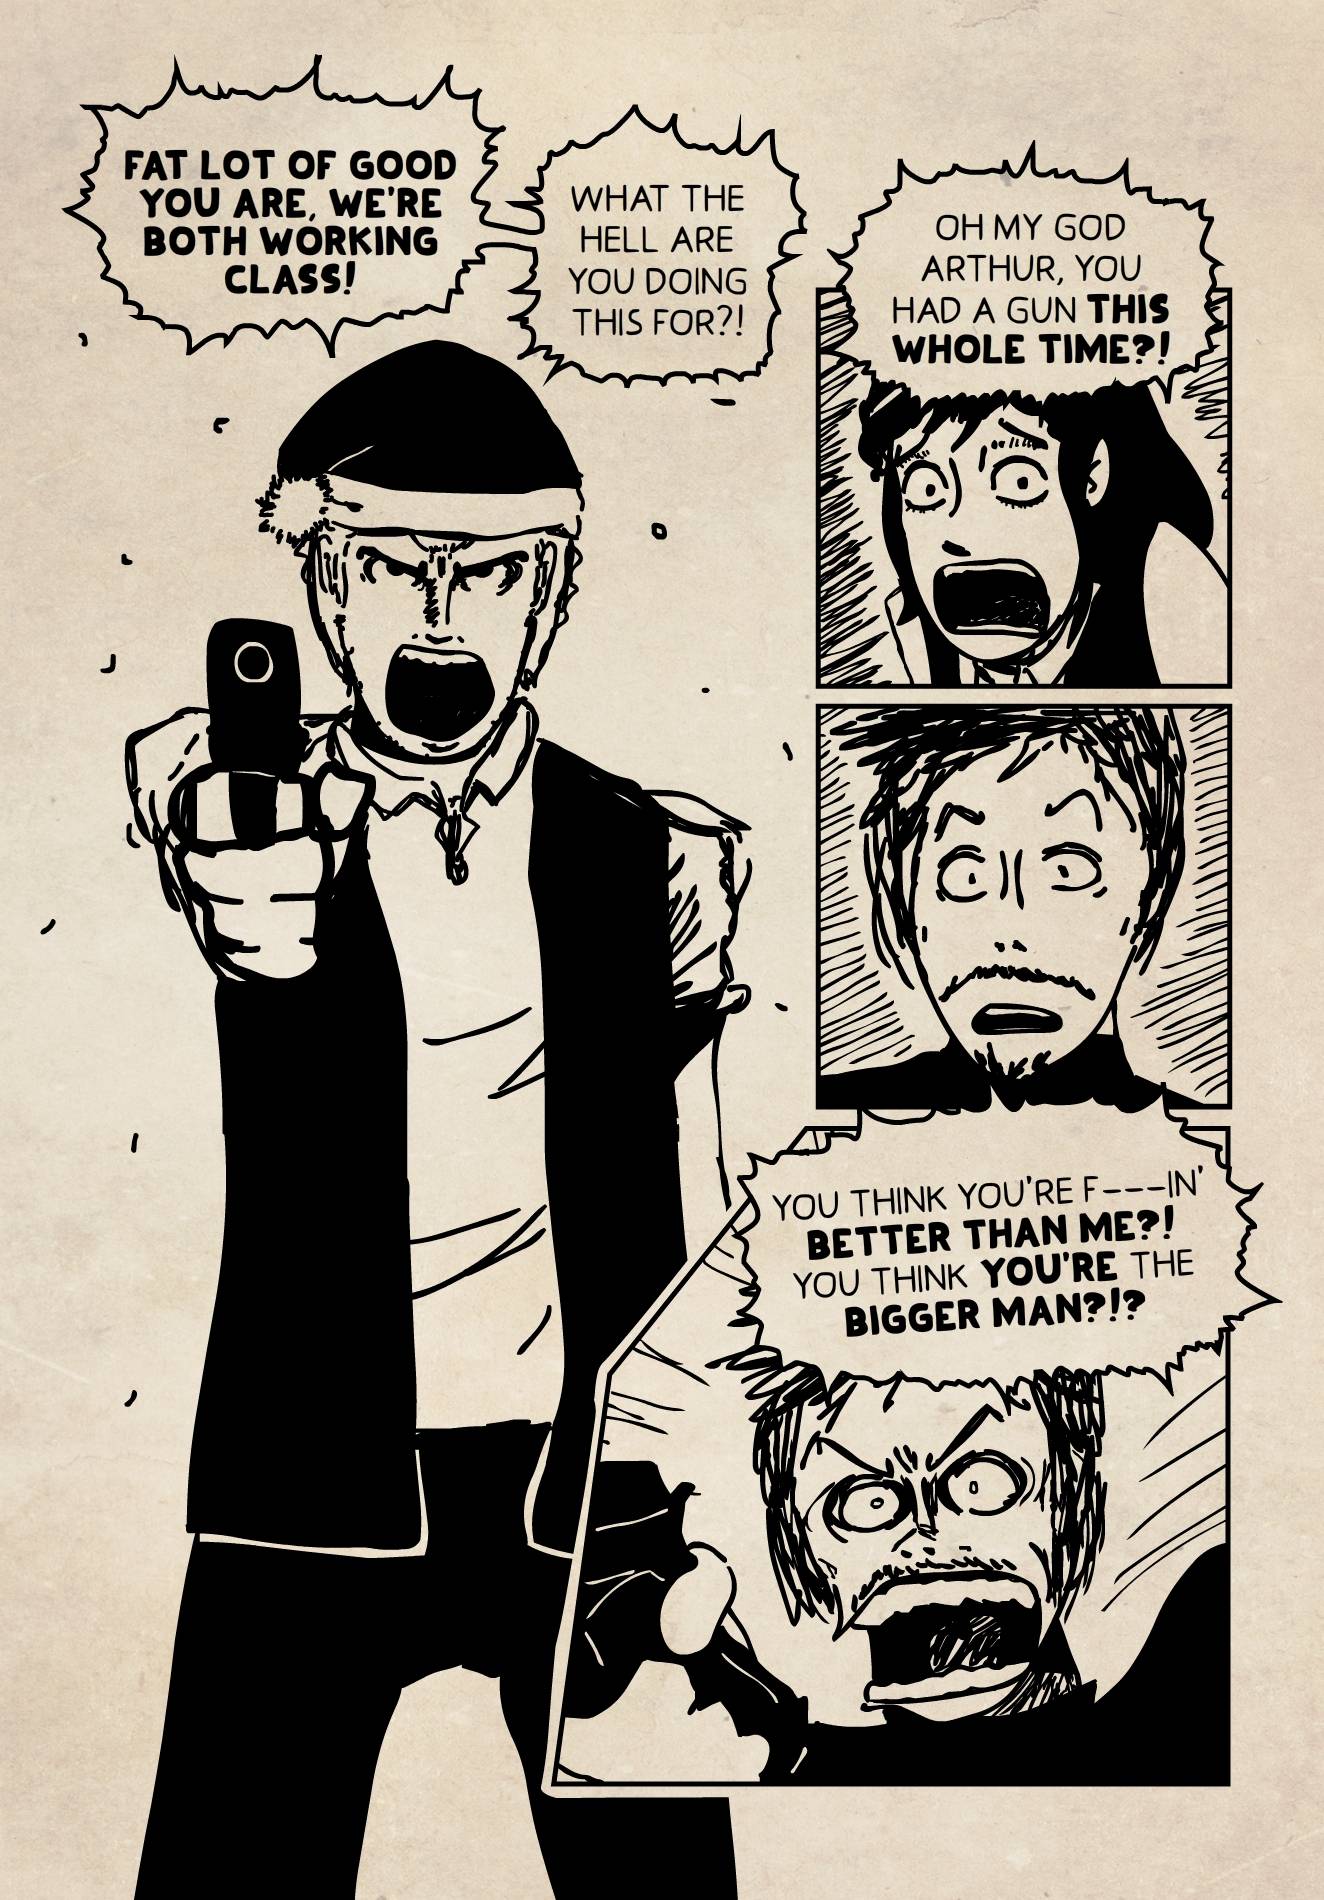 FAT LOT OF GOOD
YOU ARE, WE'RE
BOTH WORKING
CLASS!
WHAT THE
HELL ARE
YOU DOING
THIS FOR?!
OH MY GOD
ARTHUR, YOU
HAD A GUN THIS
WHOLE TIME?!
YOU THINK YOU'RE F---IN'
BETTER THAN ME?!
YOU THINK YOU'RE THE
BIGGER MAN?!?